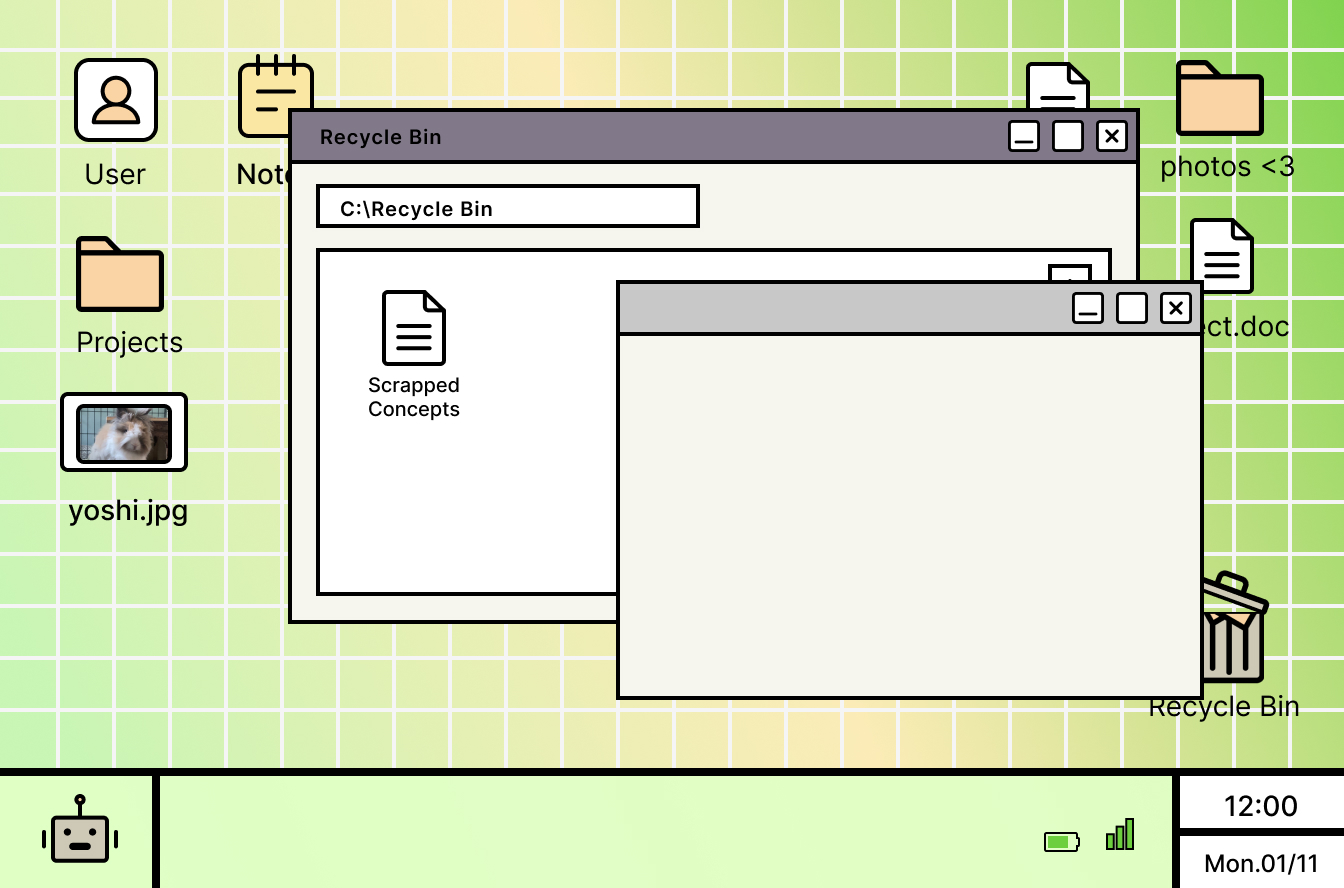 User
Note
photos <3
Recycle Bin
C:\Recycle Bin
Projects
ect.doc
Scrapped
Concepts
yoshi.jpg
Recycle Bin
12:00
Mon.01/11